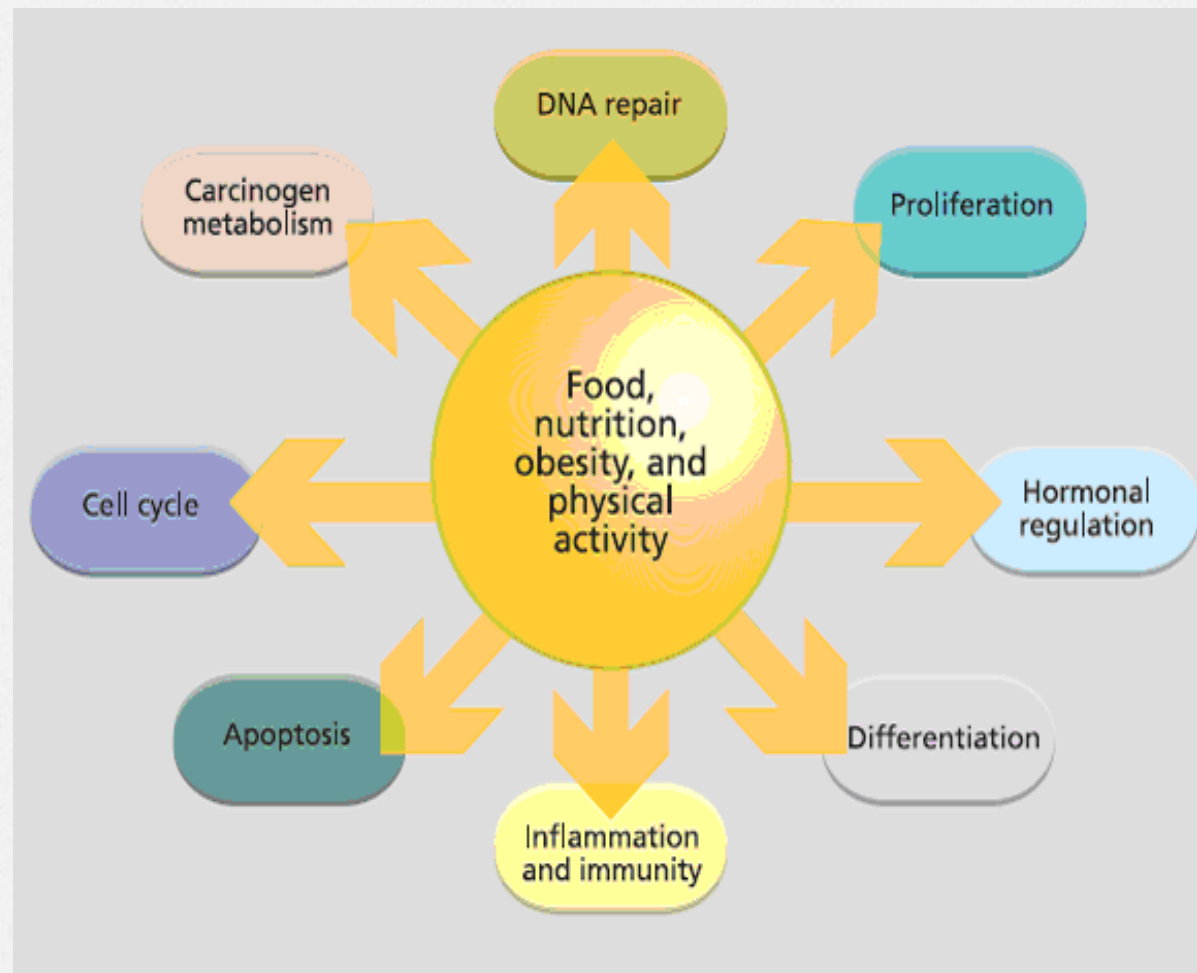 DNA repair
Carcinogen
metabolism
Proliferation
Food,
nutrition,
obesity, and
physical
activity
Cell cycle
Hormonal
regulation
Apoptosis
Differentiation
Inflammation
and immunity